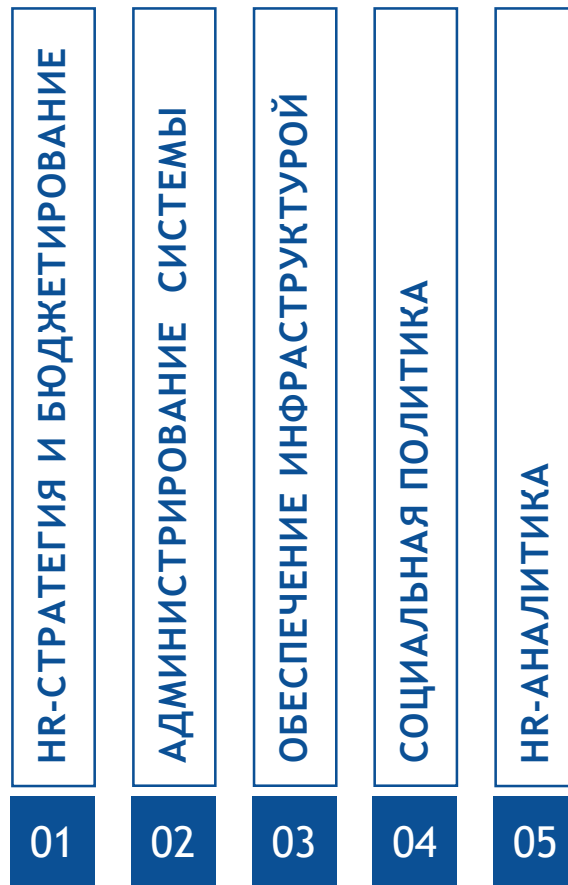 HR-СТРАТЕГИЯ И БЮДЖЕТИРОВАНИЕ
01
АДМИНИСТРИРОВАНИЕ СИСТЕМЫ
02
ОБЕСПЕЧЕНИЕ ИНФРАСТРУКТУРОЙ
03
СОЦИАЛЬНАЯ ПОЛИТИКА
04
HR-АНАЛИТИКА
05